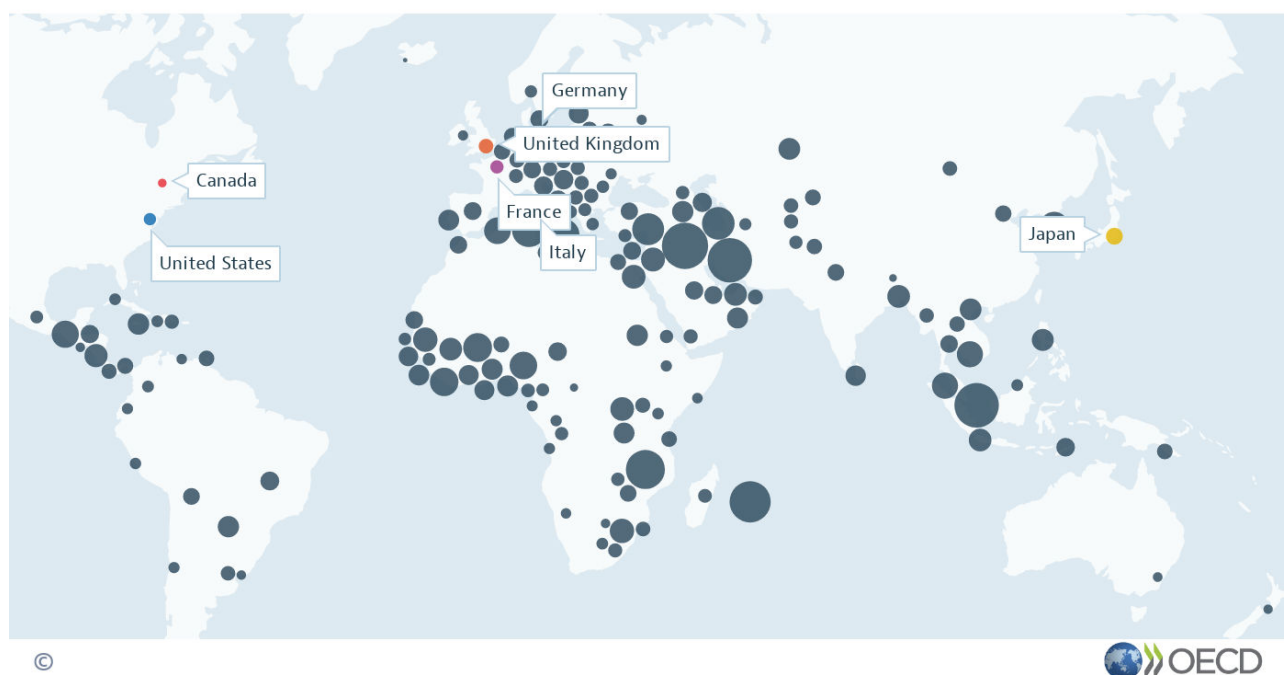 Germany
United Kingdom
Canada
France
Japan
Italy
United States
©
OECD